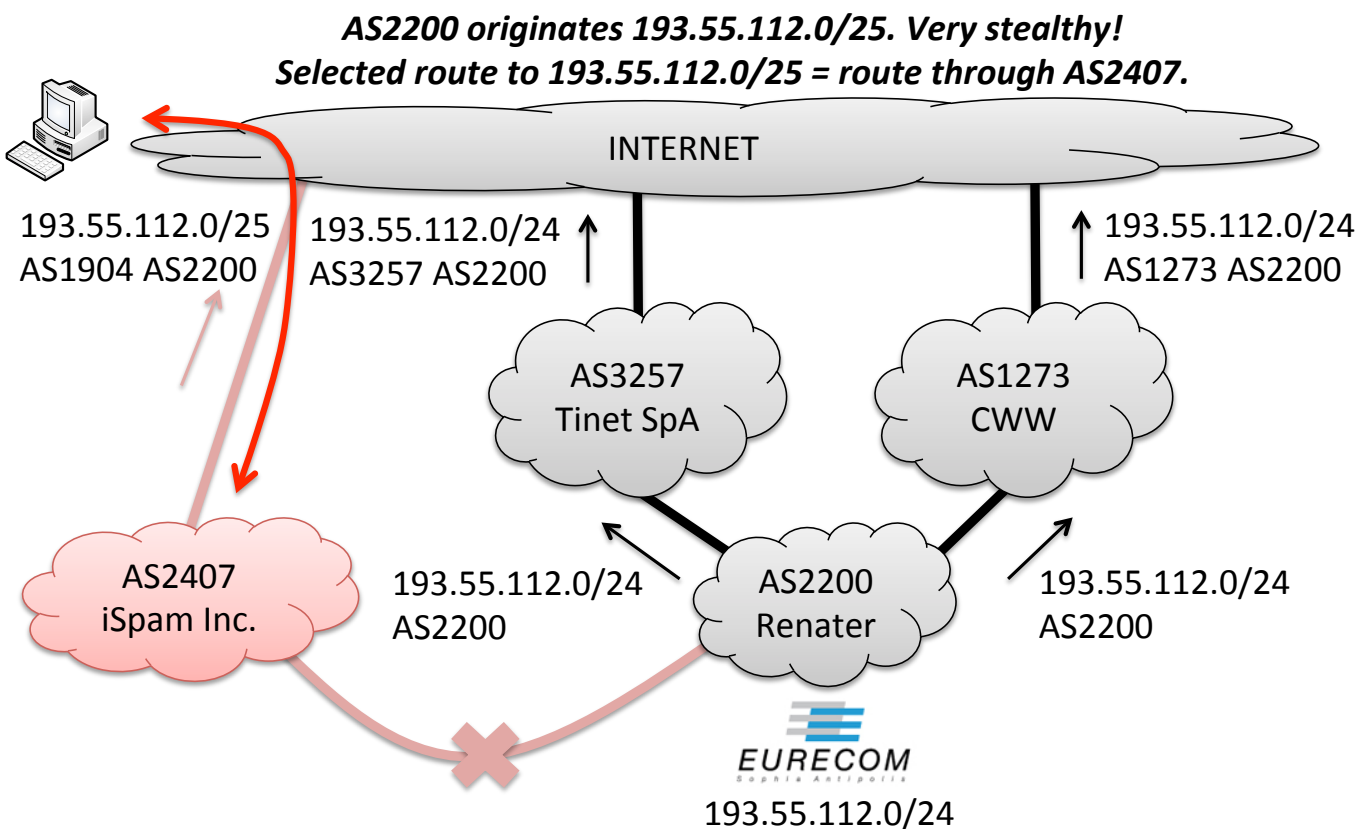 AS2200 originates 193.55.112.0/25. Very stealthy!
Selected route to 193.55.112.0/25 = route through AS2407.
INTERNET
193.55.112.0/25
AS1904 AS2200
193.55.112.0/24
AS3257 AS2200
193.55.112.0/24
AS1273 AS2200
AS3257
Tinet SpA
AS1273
CWW
AS2407
iSpam Inc.
193.55.112.0/24
AS2200
AS2200
Renater
193.55.112.0/24
AS2200
EURECOM
Sophia Antipolis
193.55.112.0/24